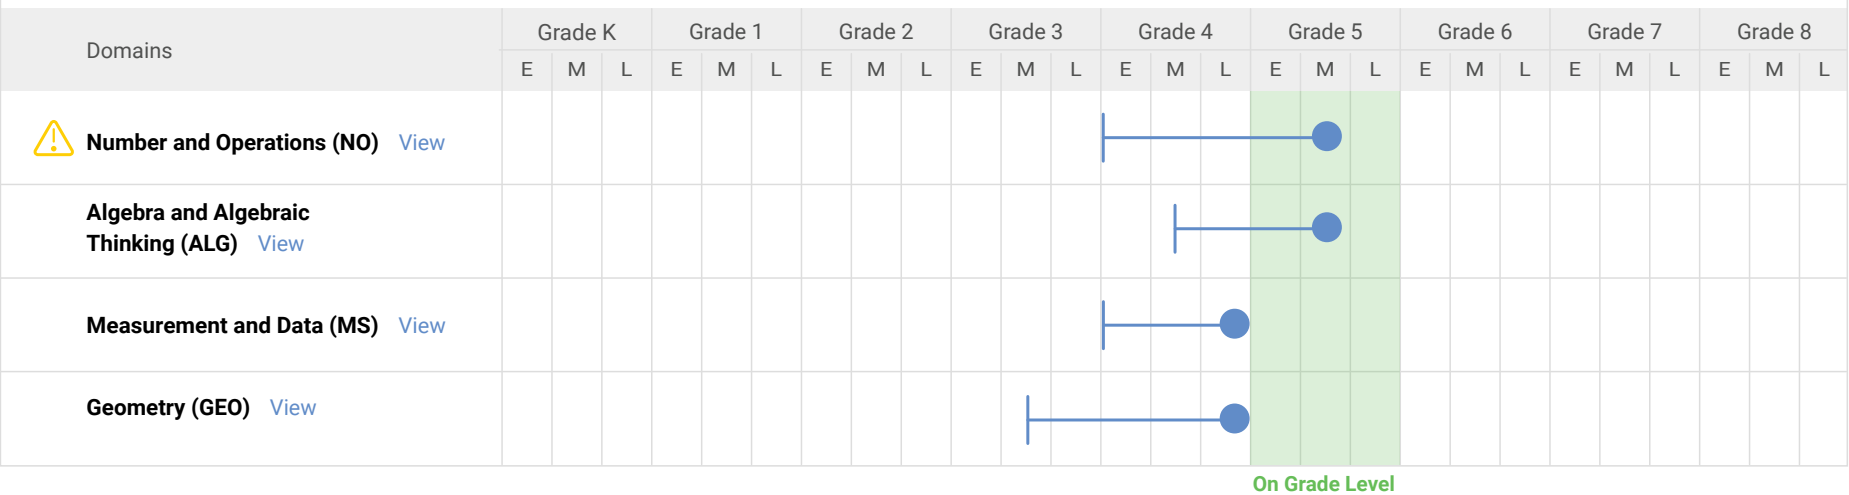 Domains
Grade K Grade 1 Grade 2 Grade 3 Grade 4 Grade 5 Grade 6 Grade 7 Grade 8
E M L E M L E M L E M L E M L E M L E M L E M L E M L
Number and Operations (NO) View
Algebra and Algebraic
Thinking (ALG) View
Measurement and Data (MS) View
Geometry (GEO) View
On Grade Level